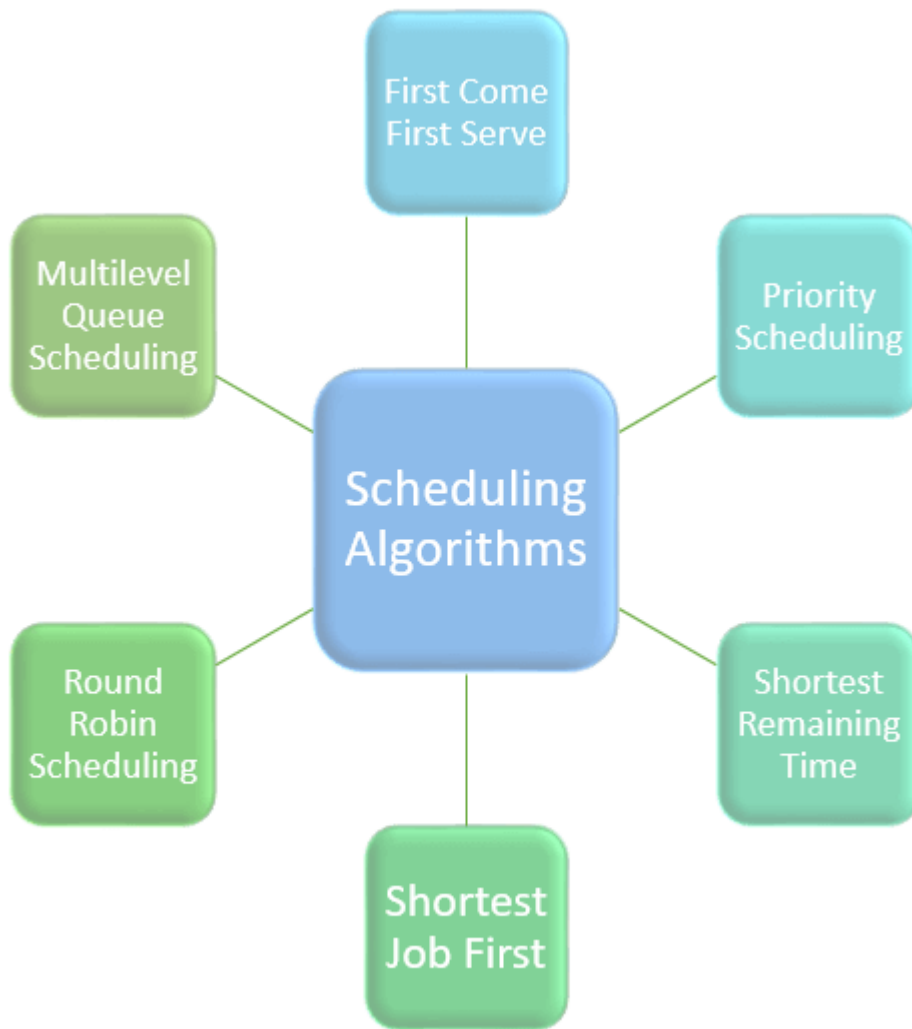 First Come
First Serve
Multilevel
Queue
Scheduling
Priority
Scheduling
Scheduling
Algorithms
Round
Robin
Scheduling
Shortest
Remaining
Time
Shortest
Job First